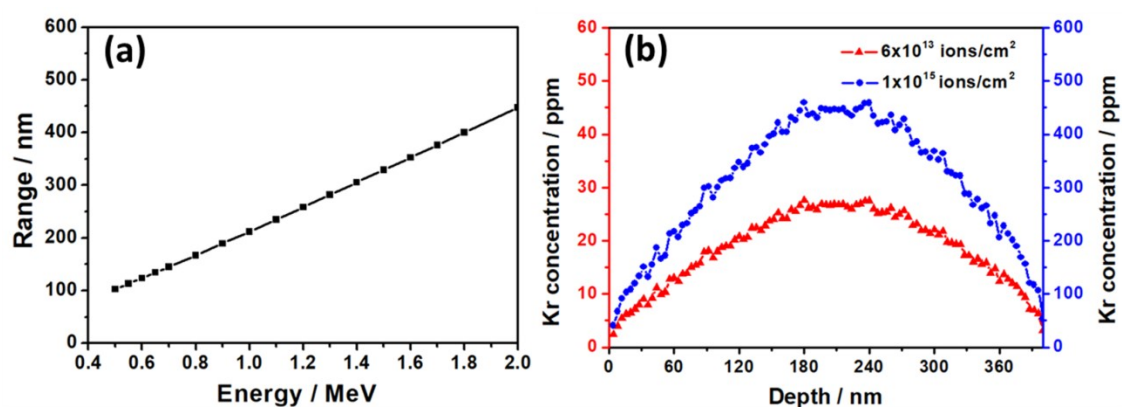 (a)
Range / nm
600
500
400
300
200
100
0
0.4 0.6 0.8 1.0 1.2 1.4 1.6 1.8 2.0
Energy / MeV
(b)
6x10¹³ ions/cm²
1x10¹⁵ ions/cm²
Kr concentration / ppm
60
50
40
30
20
10
0
0 60 120 180 240 300 360
Depth / nm
600
500
400
300
200
100
0
Kr concentration / ppm